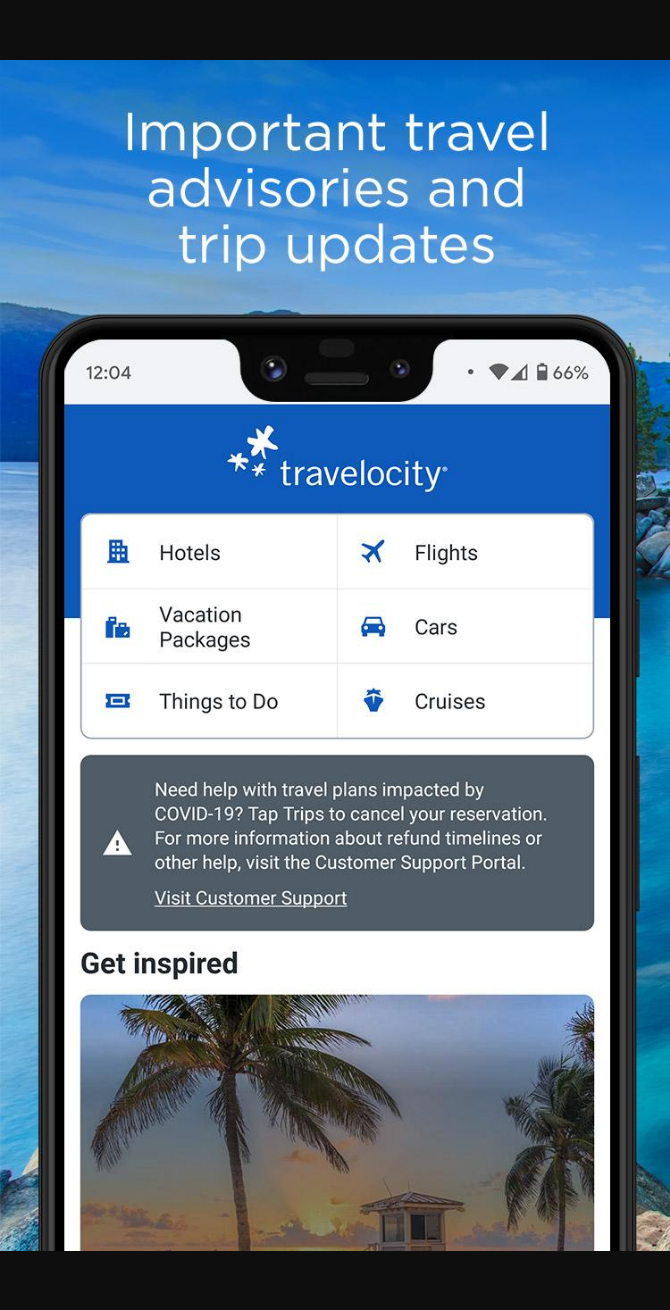 Important travel
advisories and
trip updates
12:04
66%
travelocity®
Hotels
Flights
Vacation
Packages
Cars
Things to Do
Cruises
Need help with travel plans impacted by
COVID-19? Tap Trips to cancel your reservation.
For more information about refund timelines or
other help, visit the Customer Support Portal.
Visit Customer Support
Get inspired